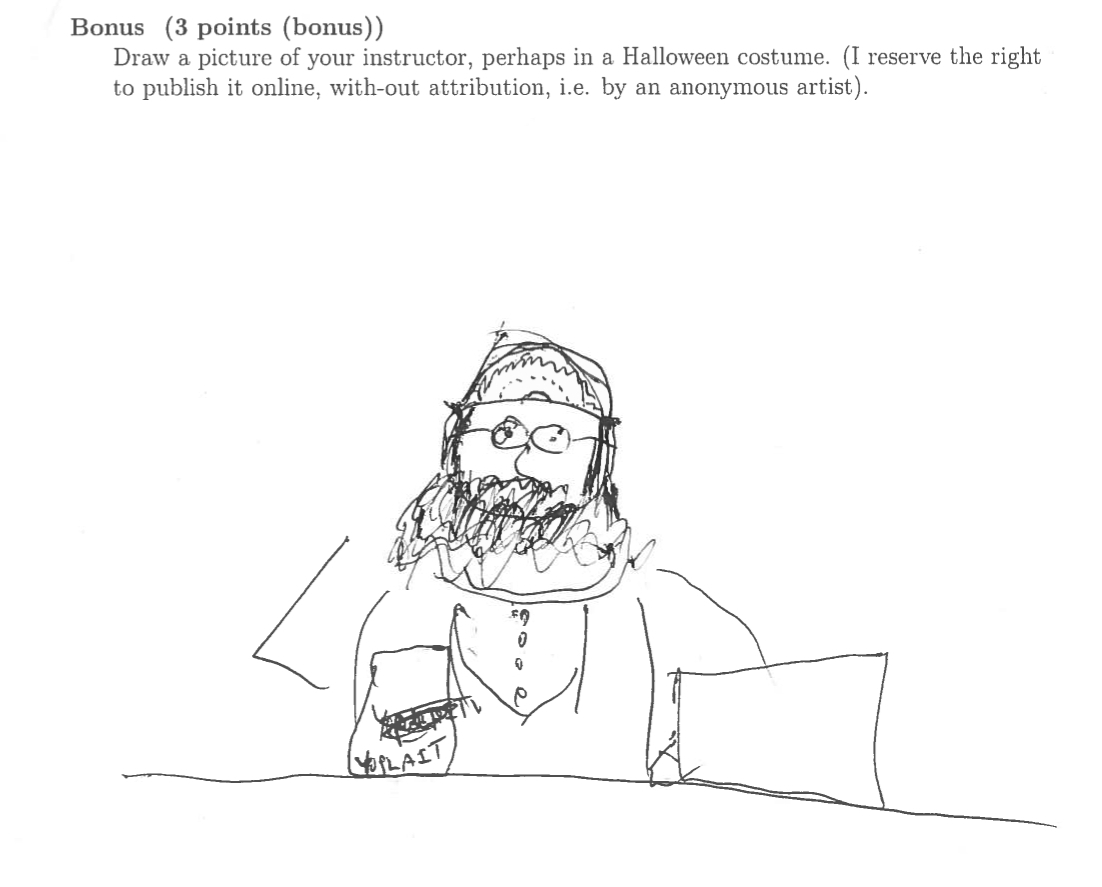 Bonus (3 points (bonus))
Draw a picture of your instructor, perhaps in a Halloween costume. (I reserve the right
to publish it online, with-out attribution, i.e. by an anonymous artist).
YOPLAIT